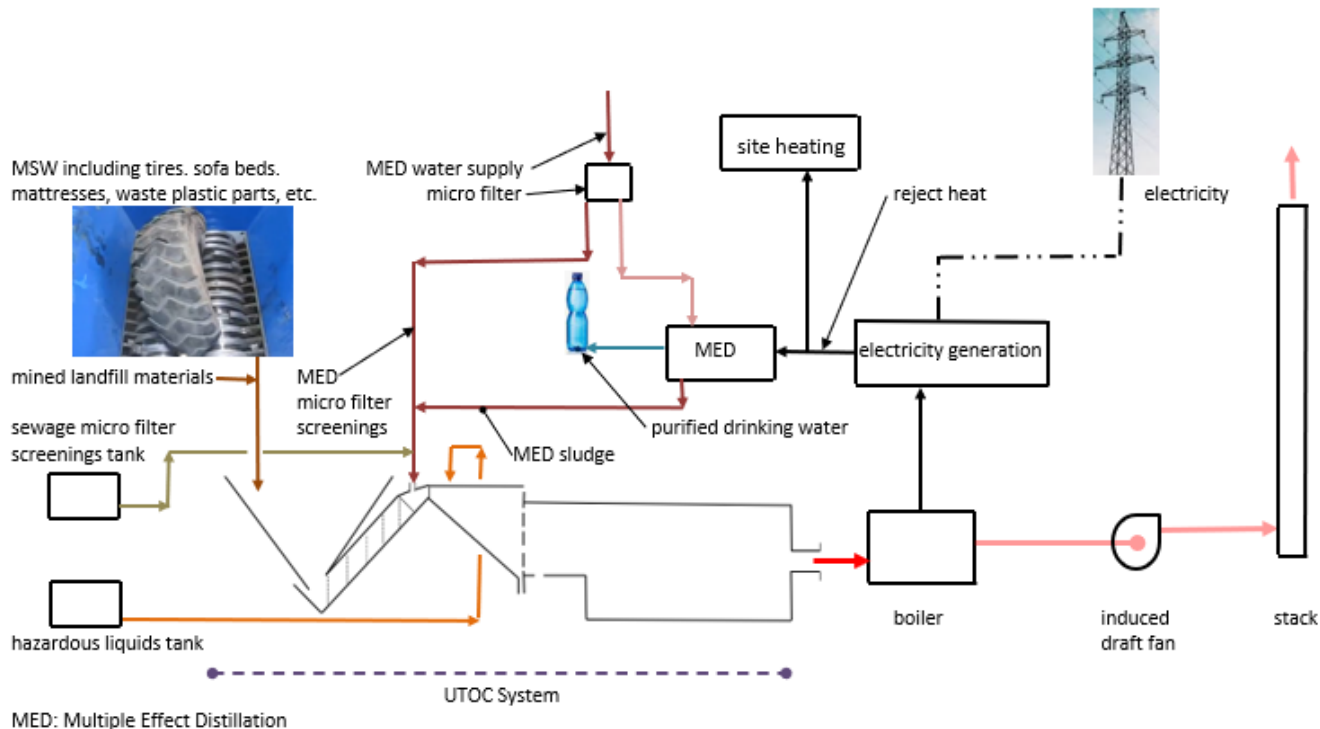 MSW including tires. sofa beds.
mattresses, waste plastic parts, etc.
MED water supply
micro filter
site heating
reject heat
electricity
mined landfill materials
MED
micro filter
screenings
MED
electricity generation
sewage micro filter
screenings tank
purified drinking water
MED sludge
hazardous liquids tank
boiler
induced
draft fan
stack
UTOC System
MED: Multiple Effect Distillation